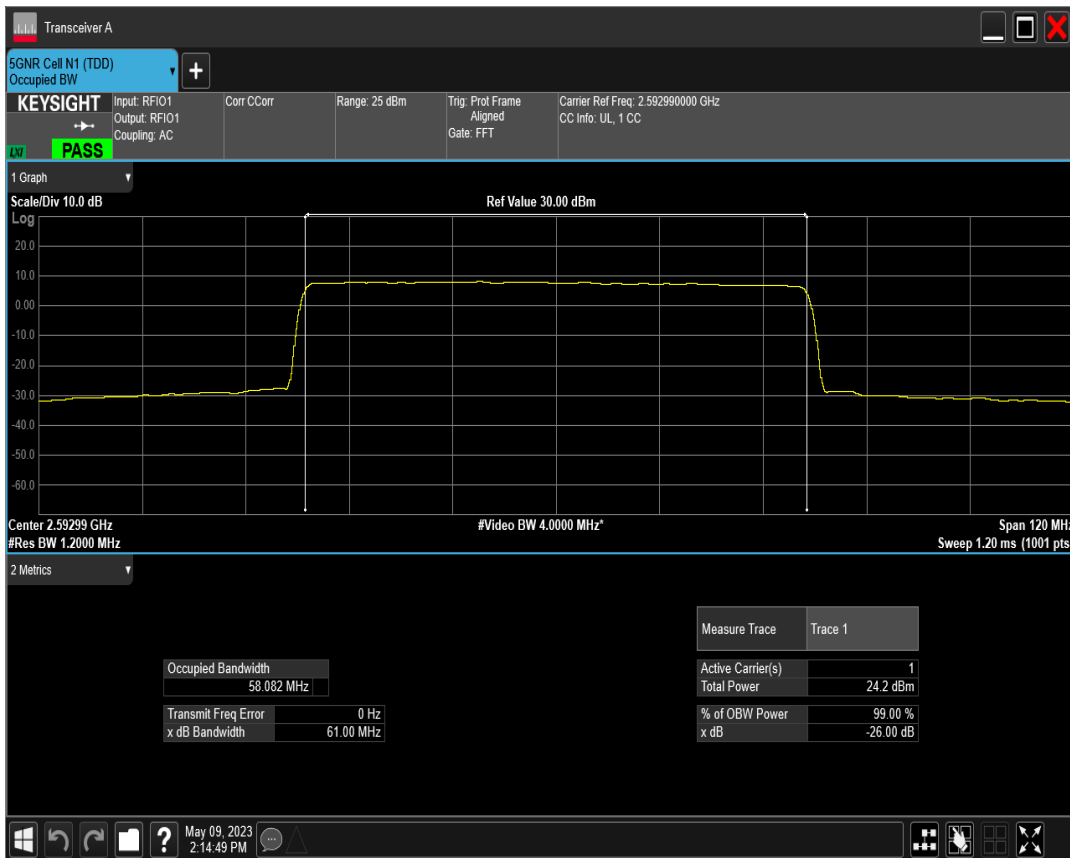 Transceiver A
5GNR Cell N1 (TDD)
Occupied BW
+
KEYSIGHT
LXI
PASS
Input: RFIO1
Output: RFIO1
Coupling: AC
Corr CCorr
Range: 25 dBm
Trig: Prot Frame
Aligned
Gate: FFT
Carrier Ref Freq: 2.592990000 GHz
CC Info: UL, 1 CC
1 Graph
Scale/Div 10.0 dB
Ref Value 30.00 dBm
Log
20.0
10.0
0.00
-10.0
-20.0
-30.0
-40.0
-50.0
-60.0
Center 2.59299 GHz
#Video BW 4.0000 MHz*
Span 120 MHz
#Res BW 1.2000 MHz
Sweep 1.20 ms (1001 pts
2 Metrics
Measure Trace Trace 1
Occupied Bandwidth
58.082 MHz
Active Carrier(s) 1
Total Power 24.2 dBm
Transmit Freq Error 0 Hz
x dB Bandwidth 61.00 MHz
% of OBW Power 99.00 %
x dB -26.00 dB
?
May 09, 2023
2:14:49 PM